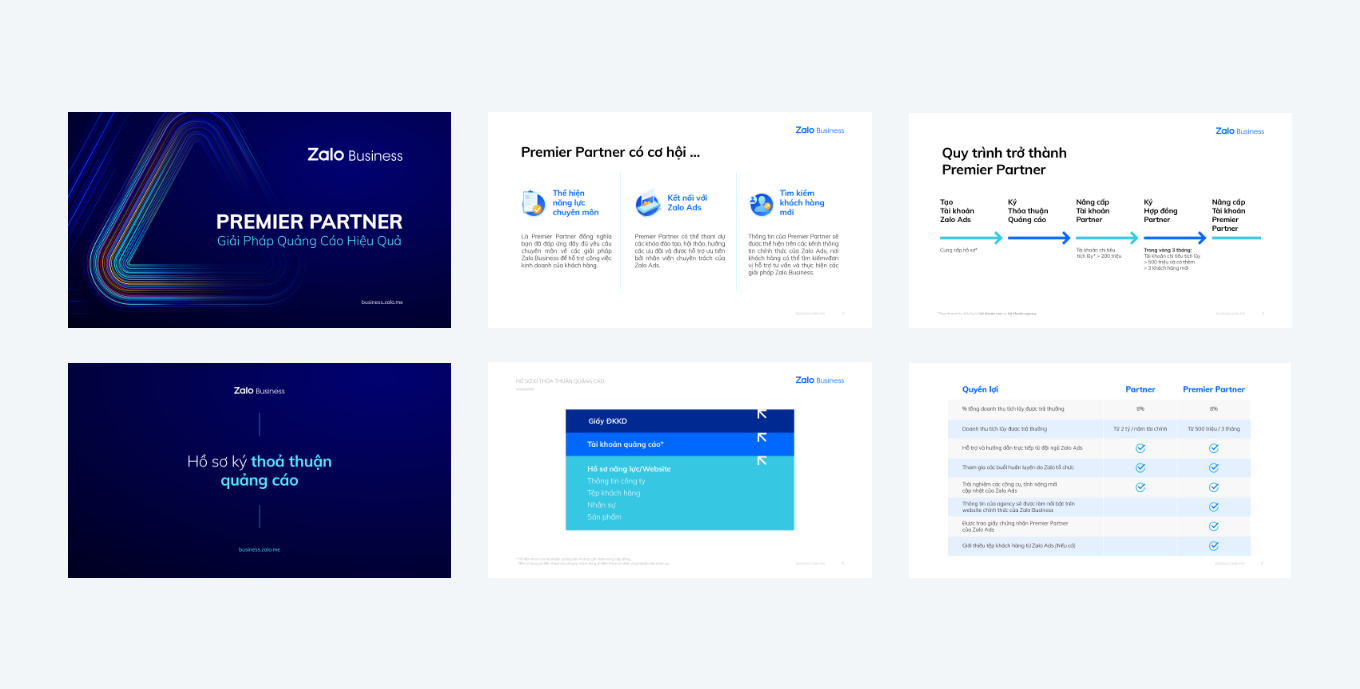 Zalo Business
PREMIER PARTNER
Giải Pháp Quảng Cáo Hiệu Quả
business.zalo.me
Zalo Business
Premier Partner có cơ hội ...
Thể hiện
năng lực
chuyên môn
Là Premier Partner đồng nghĩa
bạn đã đáp ứng đầy đủ yêu cầu
chuyên môn về các giải pháp
Zalo Business để hỗ trợ công việc
kinh doanh của khách hàng.
Kết nối với
Zalo Ads
Premier Partner có thể tham dự
các khóa đào tạo, hội thảo, hưởng
các ưu đãi và được hỗ trợ ưu tiên
bởi nhân viên chuyên trách của
Zalo Ads.
Tìm kiếm
khách hàng
mới
Thông tin của Premier Partner sẽ
được thể hiện trên các kênh thông
tin chính thức của Zalo Ads, nơi
khách hàng có thể tìm kiếm đơn
vị hỗ trợ tư vấn và thực hiện các
giải pháp Zalo Business.
Zalo Business
Quy trình trở thành
Premier Partner
Tạo
Tài khoản
Zalo Ads
Cung cấp hồ sơ*
Ký
Thỏa thuận
Quảng cáo
Nâng cấp
Tài khoản
Partner
Tài khoản chi tiêu
tích lũy* > 200 triệu
Ký
Hợp đồng
Partner
Trong vòng 3 tháng:
Tài khoản chi tiêu tích lũy
> 500 triệu và có thêm
> 3 khách hàng mới
Nâng cấp
Tài khoản
Premier
Partner
Zalo Business
Hồ sơ ký thoả thuận
quảng cáo
business.zalo.me
HỒ SƠ KÍ THỎA THUẬN QUẢNG CÁO
Zalo Business
Giấy ĐKKD
Tài khoản quảng cáo*
Hồ sơ năng lực/Website
Thông tin công ty
Tệp khách hàng
Nhân sự
Sản phẩm
Quyền lợi Partner Premier Partner
% tổng doanh thu tích lũy được trả thưởng 8% 8%
Doanh thu tích lũy được trả thưởng Từ 2 tỷ / năm tài chính Từ 500 triệu / 3 tháng
Hỗ trợ và hướng dẫn trực tiếp từ đội ngũ Zalo Ads
Tham gia các buổi huấn luyện do Zalo tổ chức
Trải nghiệm các công cụ, tính năng mới
cập nhật của Zalo Ads
Thông tin của agency sẽ được làm nổi bật trên
website chính thức của Zalo Business
Được trao giấy chứng nhận Premier Partner
của Zalo Ads
Giới thiệu tệp khách hàng từ Zalo Ads (Nếu có)